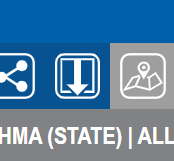 HMA (STATE) | ALL